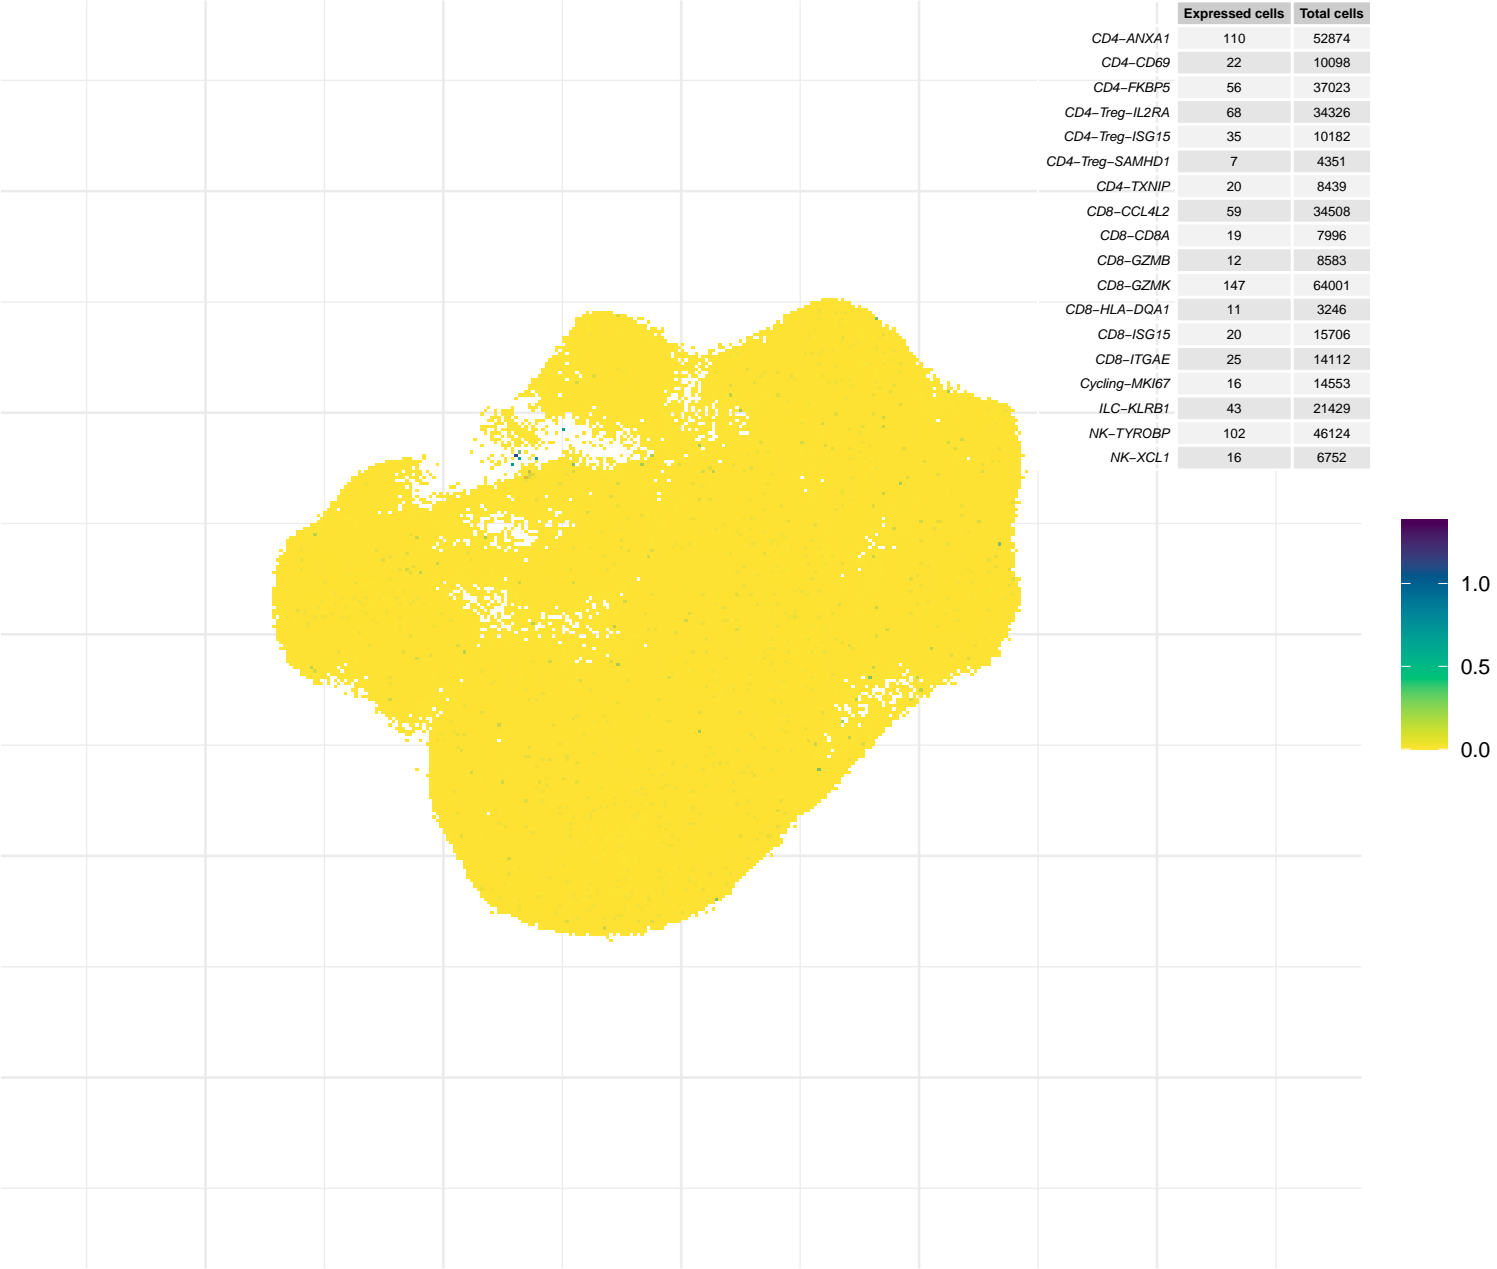 Expressed cells Total cells
CD4−ANXA1 110 52874
CD4−CD69 22 10098
CD4−FKBP5 56 37023
CD4−Treg−IL2RA 68 34326
CD4−Treg−ISG15 35 10182
CD4−Treg−SAMHD1 7 4351
CD4−TXNIP 20 8439
CD8−CCL4L2 59 34508
CD8−CD8A 19 7996
CD8−GZMB 12 8583
CD8−GZMK 147 64001
CD8−HLA−DQA1 11 3246
CD8−ISG15 20 15706
CD8−ITGAE 25 14112
Cycling−MKI67 16 14553
ILC−KLRB1 43 21429
NK−TYROBP 102 46124
NK−XCL1 16 6752
1.0
0.5
0.0